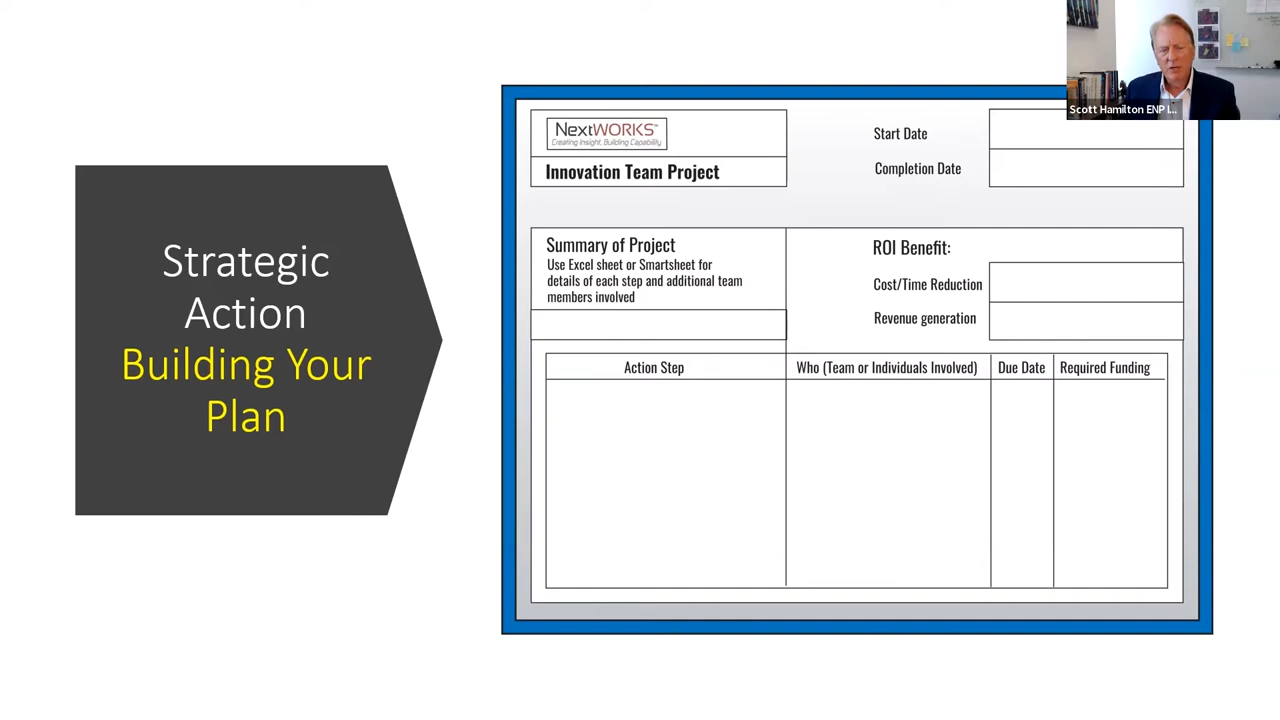 Strategic
Action
Building Your
Plan
NextWORKS™
Creating Insight. Building Capability
Innovation Team Project
Start Date
Completion Date
Summary of Project
Use Excel sheet or Smartsheet for
details of each step and additional team
members involved
ROI Benefit:
Cost/Time Reduction
Revenue generation
Action Step
Who (Team or Individuals Involved)
Due Date
Required Funding
Scott Hamilton ENP I...